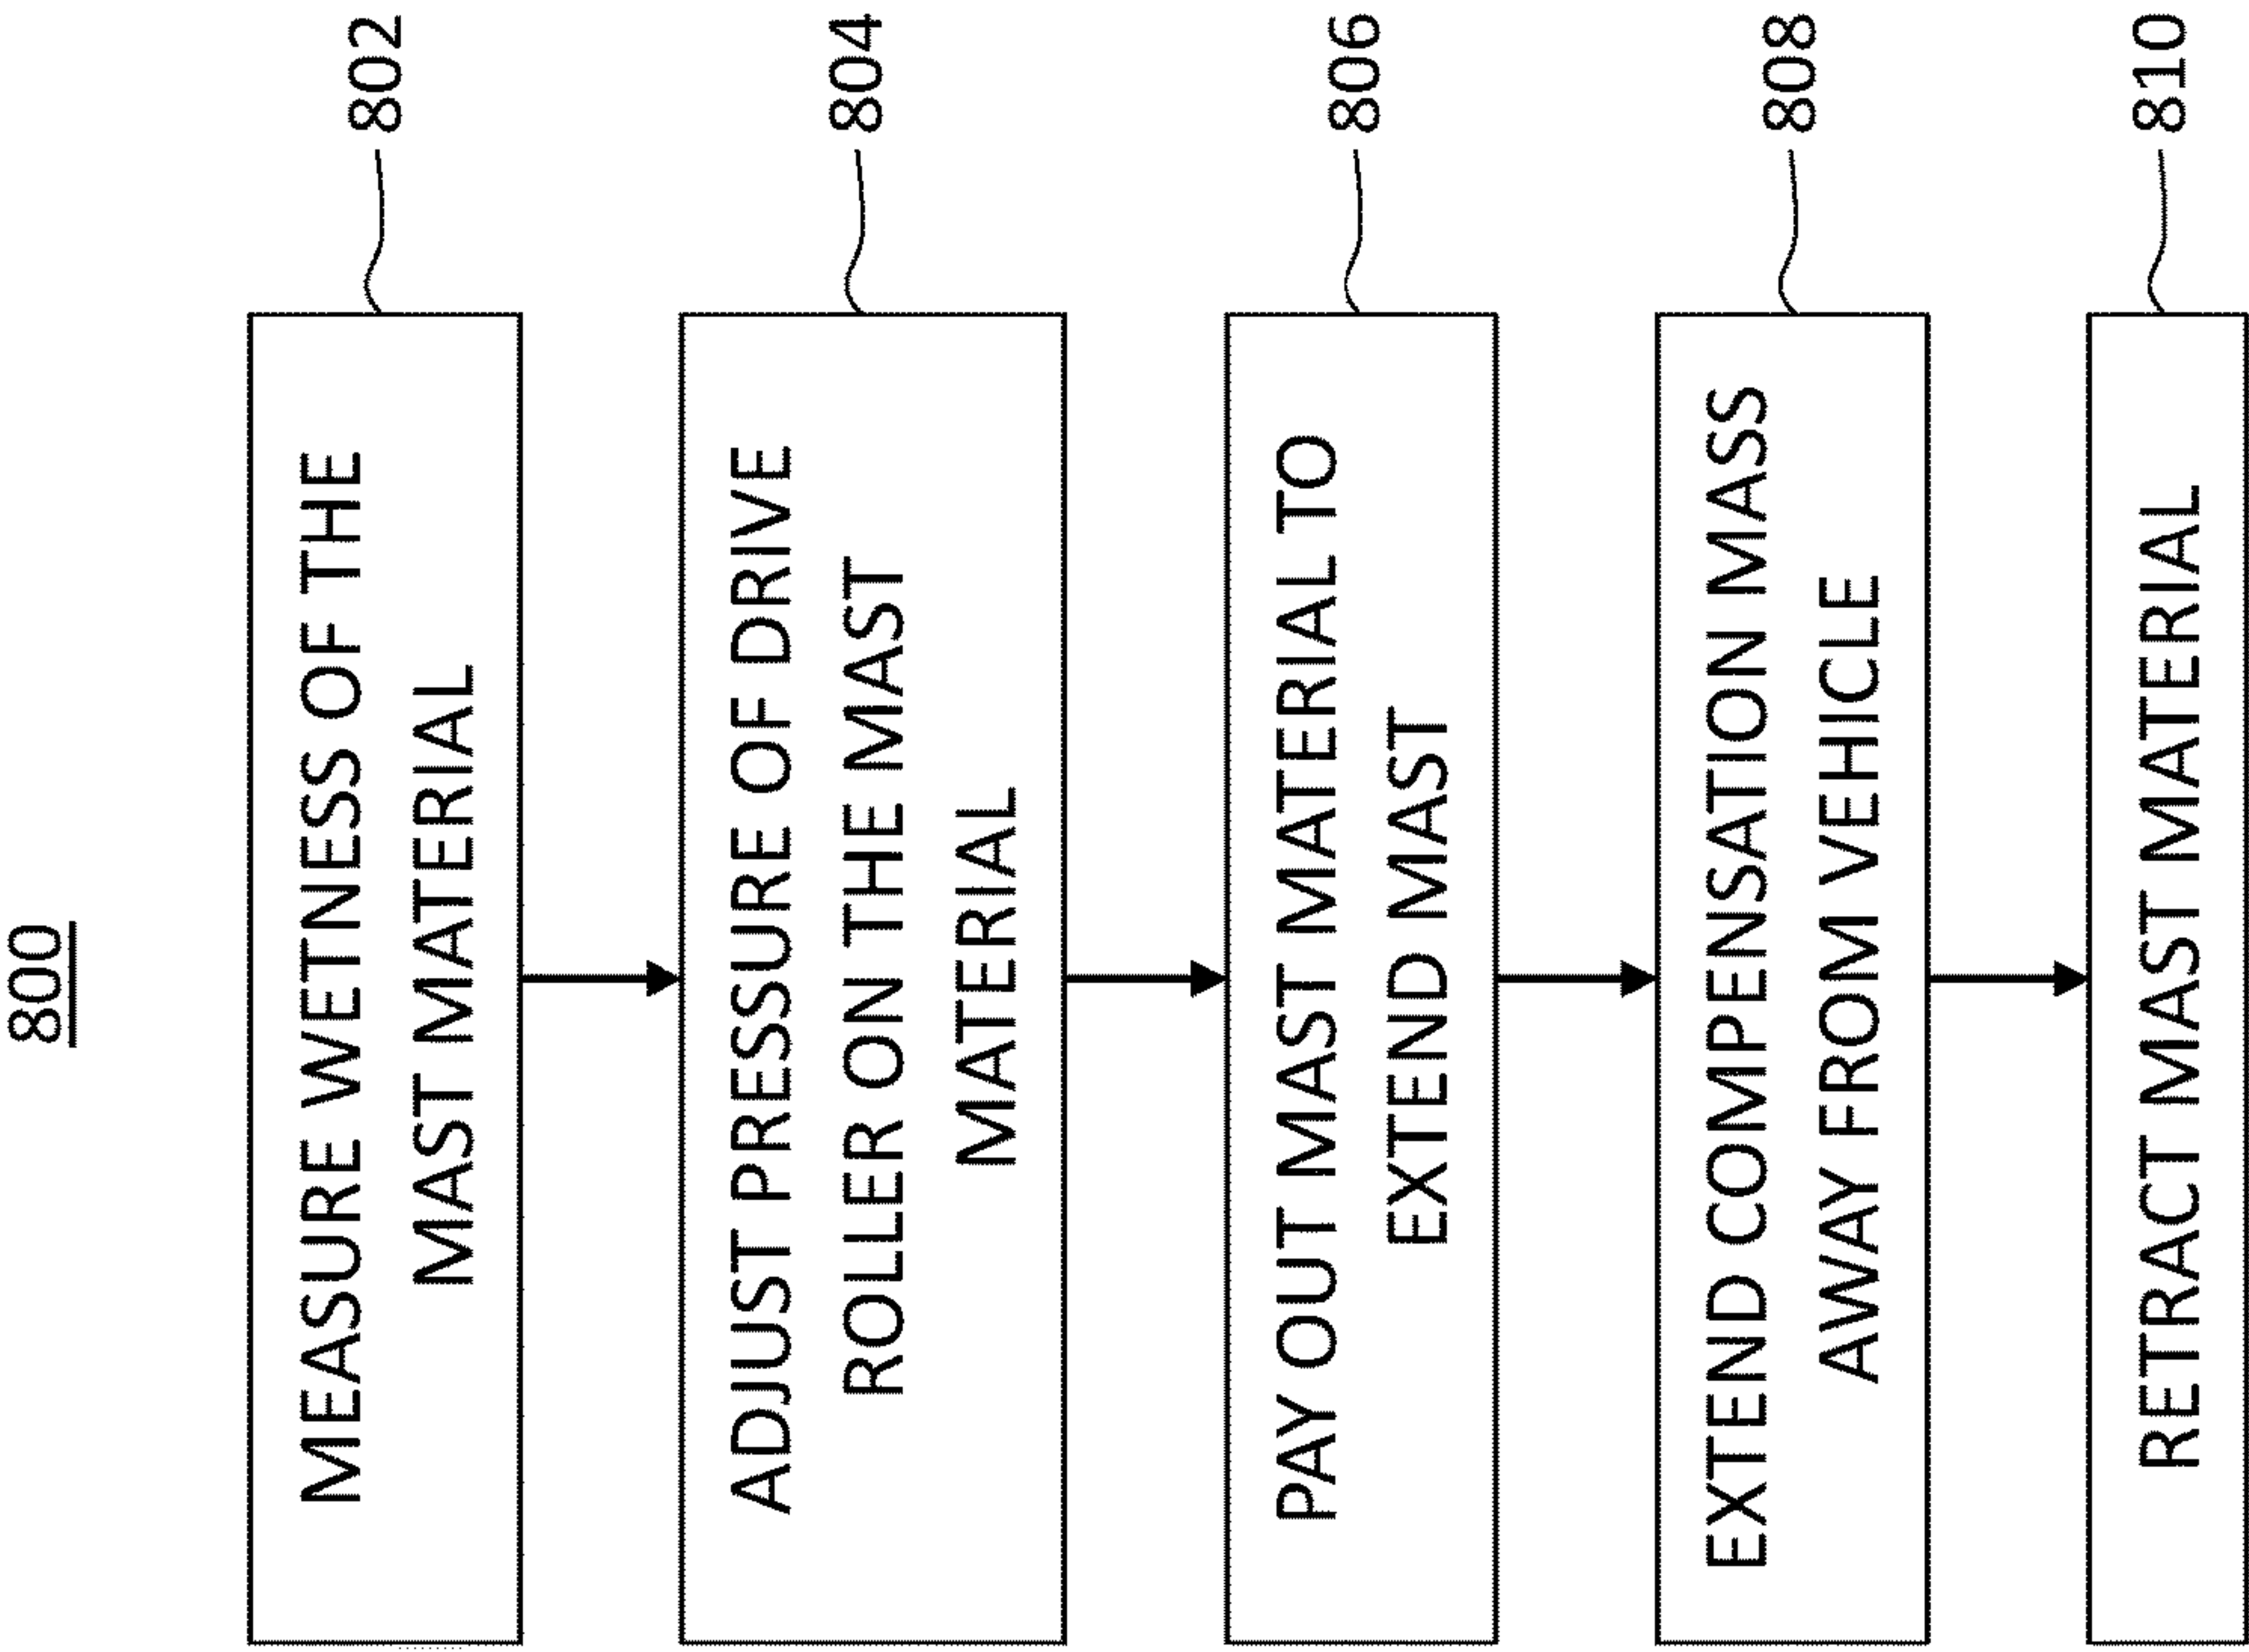 800
MEASURE WETNESS OF THE
MAST MATERIAL
802
ADJUST PRESSURE OF DRIVE
ROLLER ON THE MAST
MATERIAL
804
PAY OUT MAST MATERIAL TO
EXTEND MAST
806
EXTEND COMPENSATION MASS
AWAY FROM VEHICLE
808
RETRACT MAST MATERIAL
810